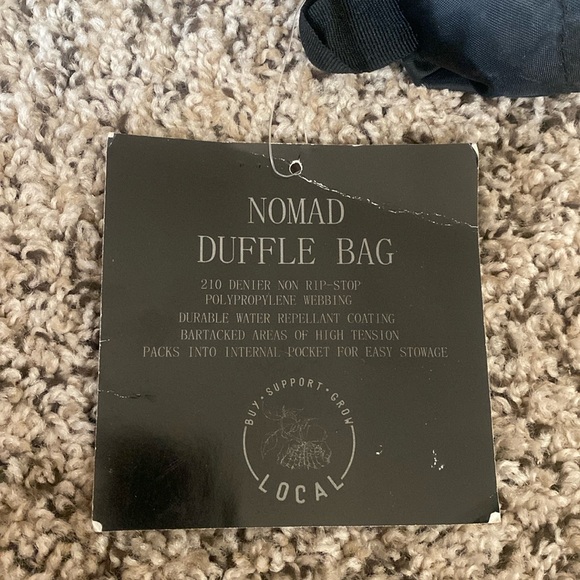 NOMAD
DUFFLE BAG
210 DENIER NON RIP-STOP
POLYPROPYLENE WEBBING
DURABLE WATER REPELLANT COATING
BARTACKED AREAS OF HIGH TENSION
PACKS INTO INTERNAL POCKET FOR EASY STOWAGE
BUY • SUPPORT • GROW
LOCAL